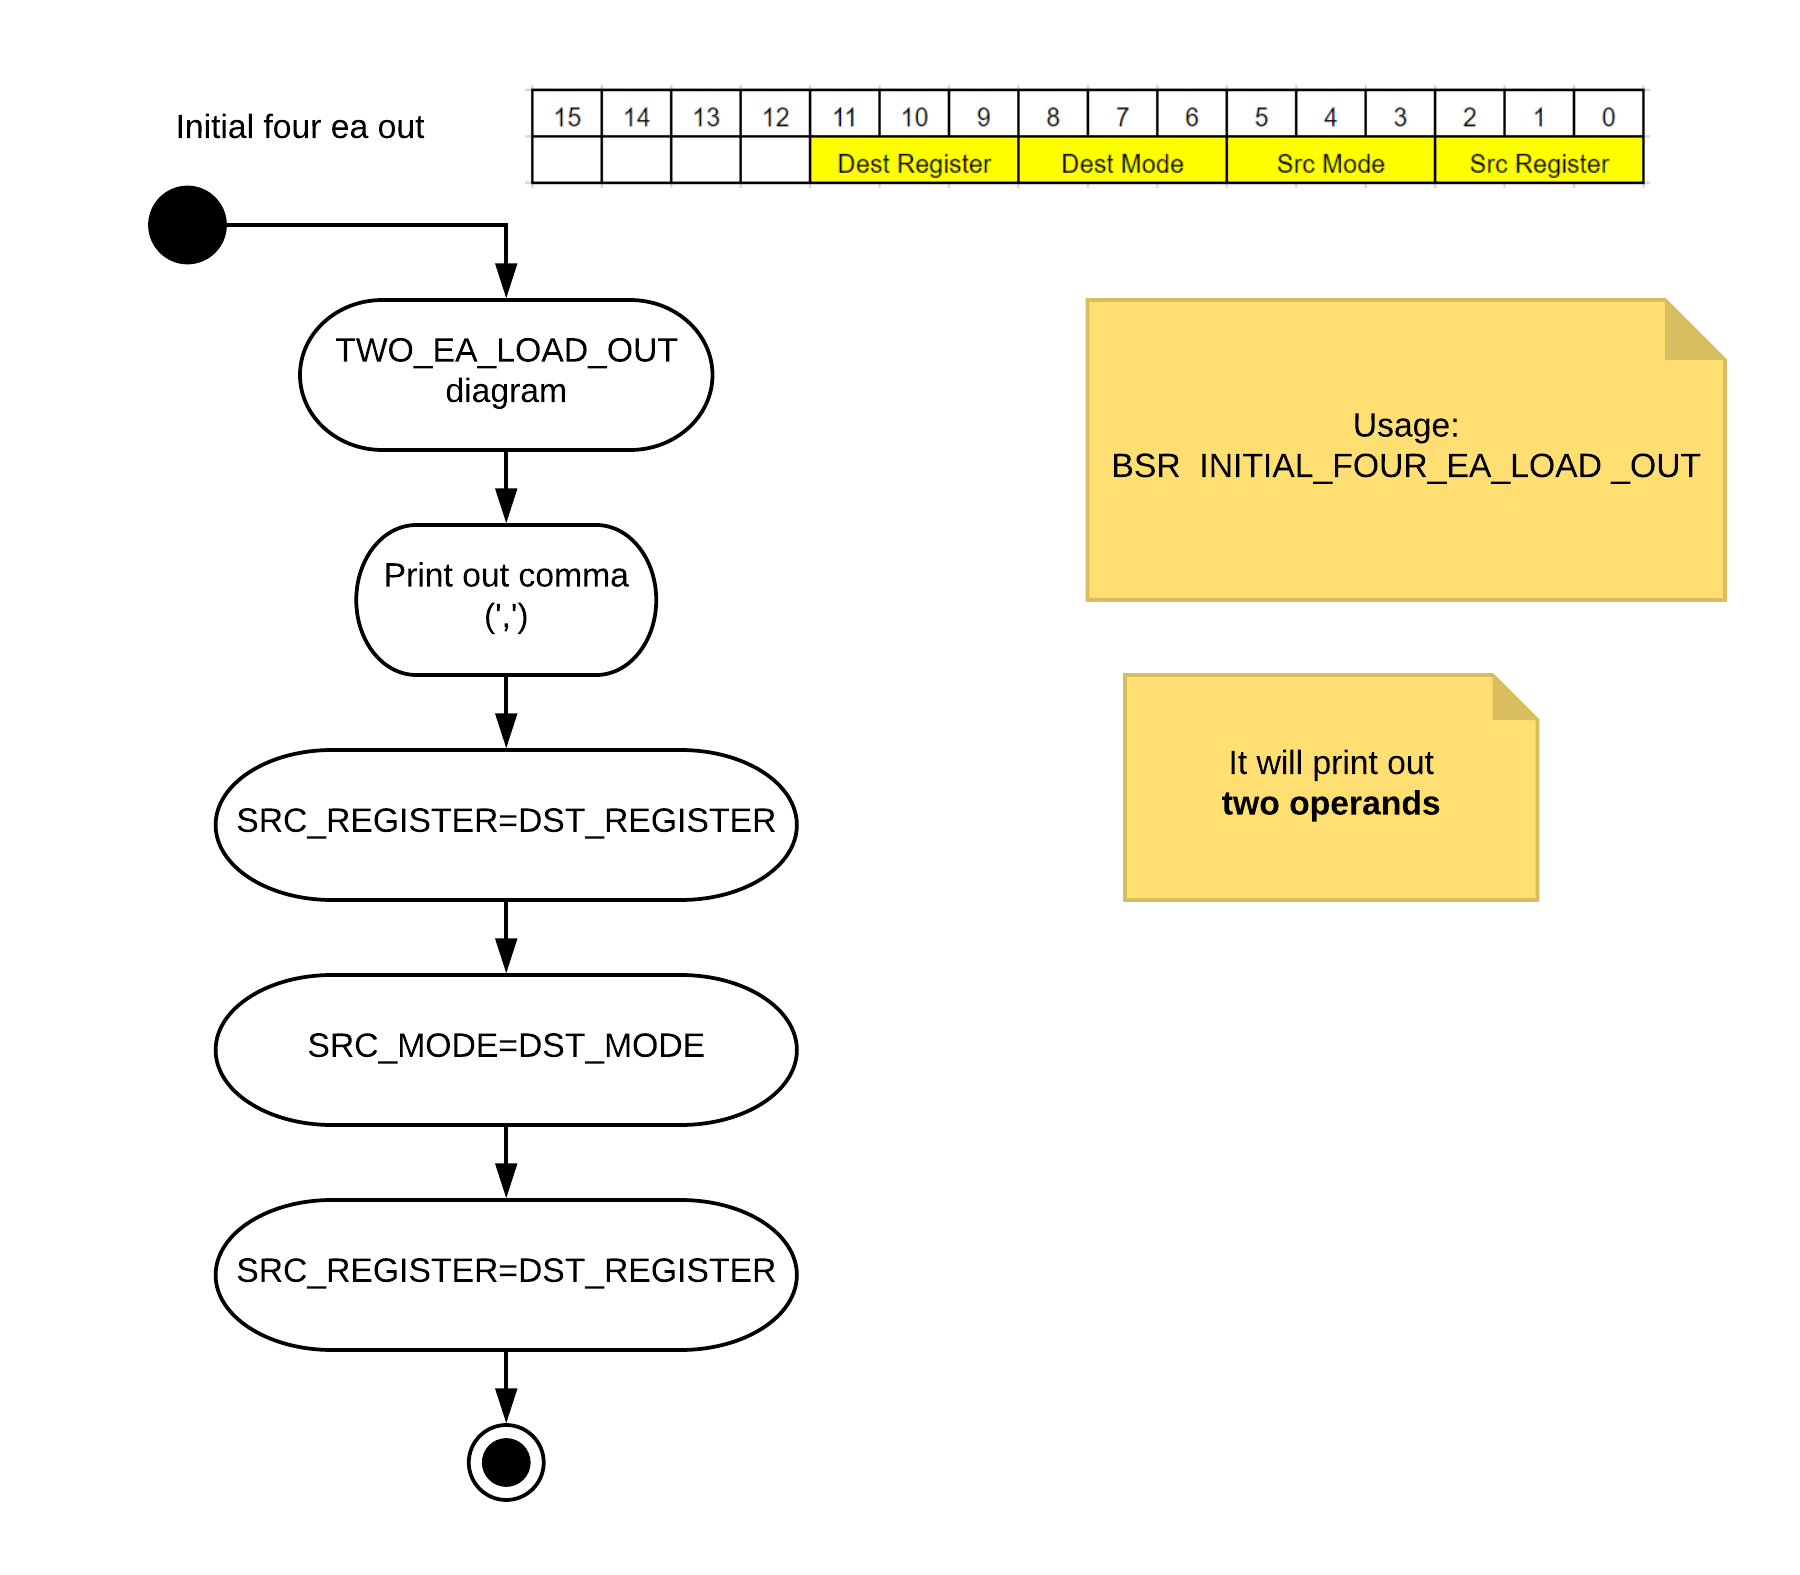 Initial four ea out
15 14 13 12 11 10 9 8 7 6 5 4 3 2 1 0
Dest Register Dest Mode Src Mode Src Register
TWO_EA_LOAD_OUT
diagram
Usage:
BSR  INITIAL_FOUR_EA_LOAD _OUT
Print out comma
(',')
It will print out
two operands
SRC_REGISTER=DST_REGISTER
SRC_MODE=DST_MODE
SRC_REGISTER=DST_REGISTER